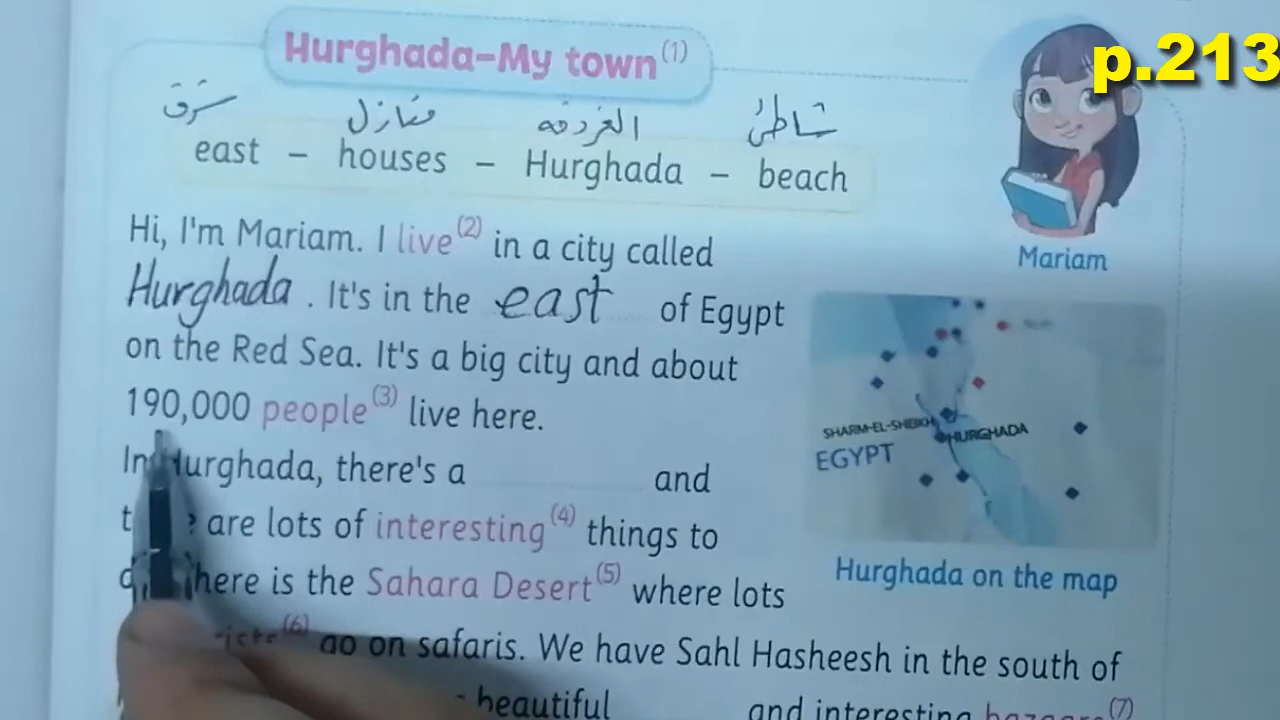 p.213
Hurghada–My town(1)
شرق منازل الغردقة شاطئ
east – houses – Hurghada – beach
Mariam
Hi, I'm Mariam. I live(2) in a city called
Hurghada. It's in the east of Egypt
on the Red Sea. It's a big city and about
190,000 people(3) live here.
In Hurghada, there's a and
are lots of interesting(4) things to
here is the Sahara Desert(5) where lots
(6) go on safaris. We have Sahl Hasheesh in the south of
beautiful and interesting bazaars(7)
SHARM-EL-SHEIKH
HURGHADA
EGYPT
Hurghada on the map